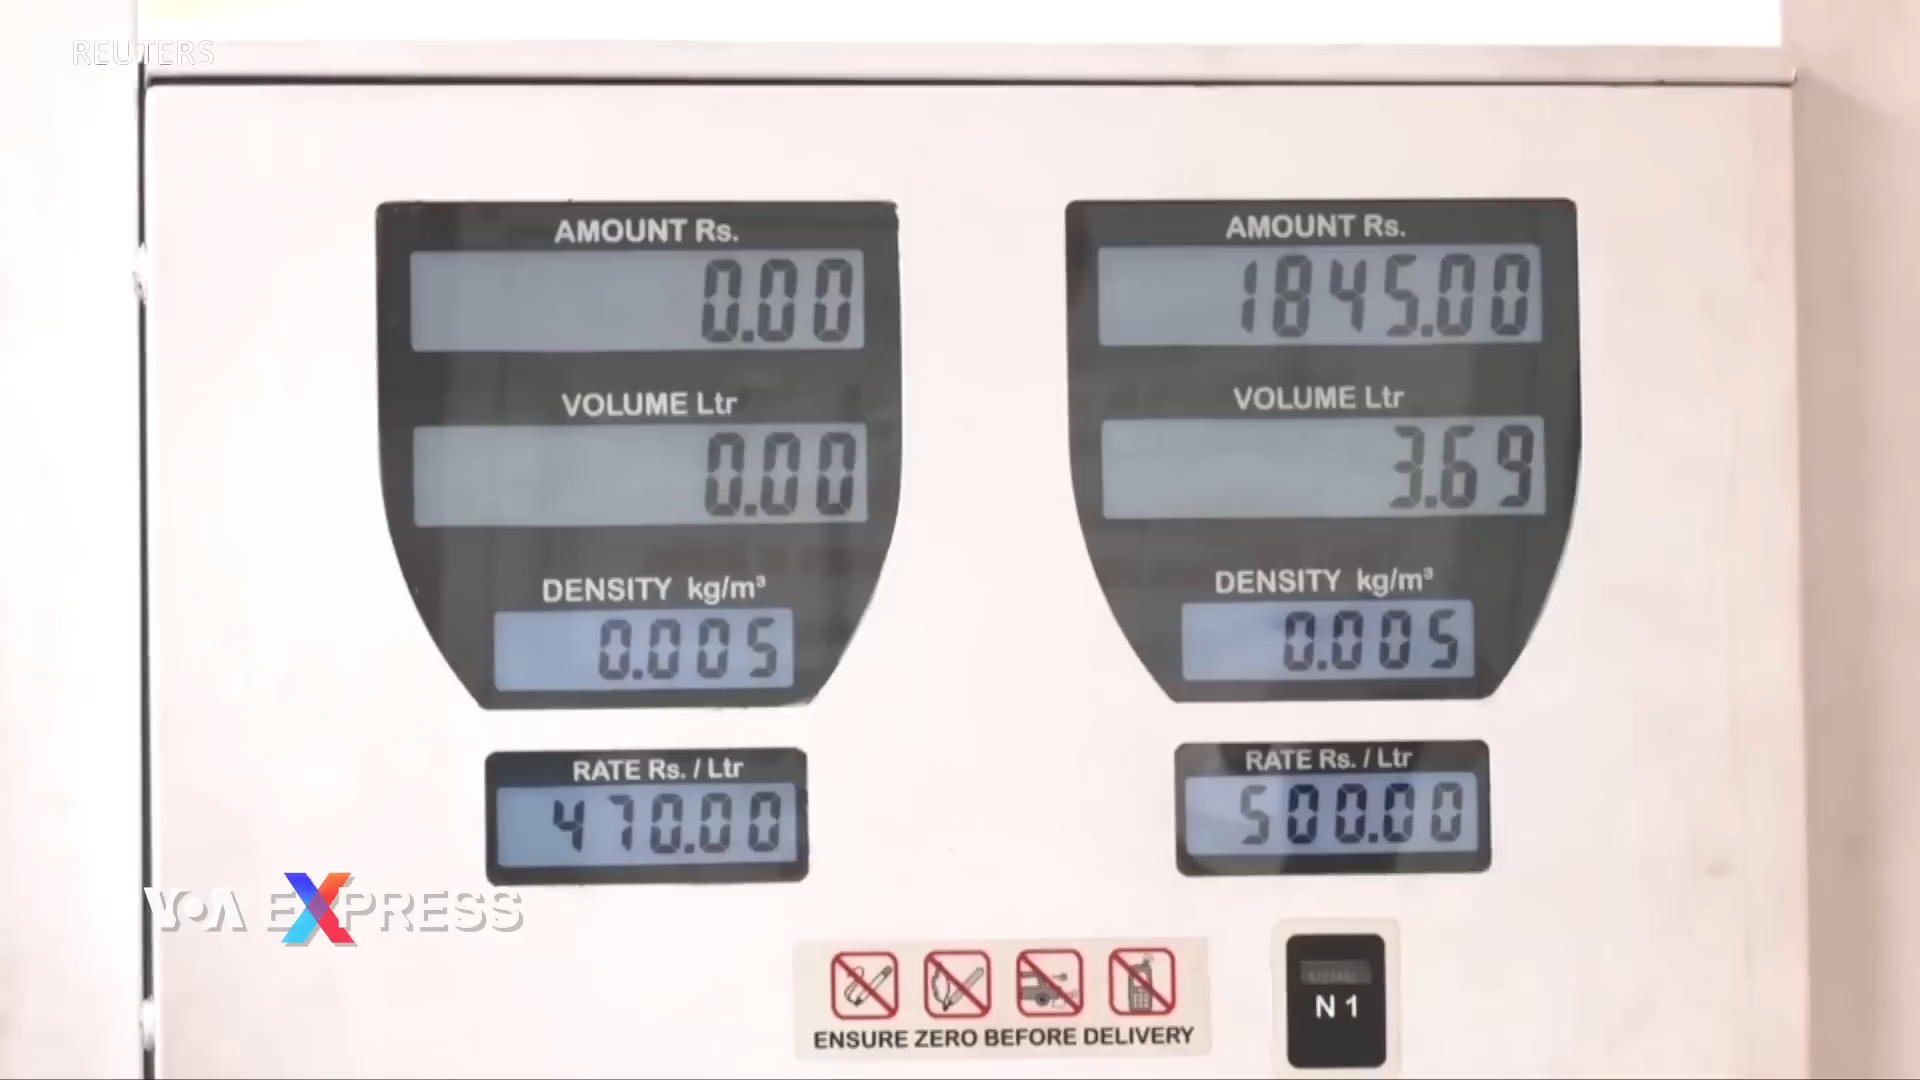 REUTERS
AMOUNT Rs.
0.00
VOLUME Ltr
0.00
DENSITY kg/m³
0.005
RATE Rs. / Ltr
470.00
AMOUNT Rs.
1845.00
VOLUME Ltr
3.69
DENSITY kg/m³
0.005
RATE Rs. / Ltr
500.00
VOA EXPRESS
ENSURE ZERO BEFORE DELIVERY
N 1